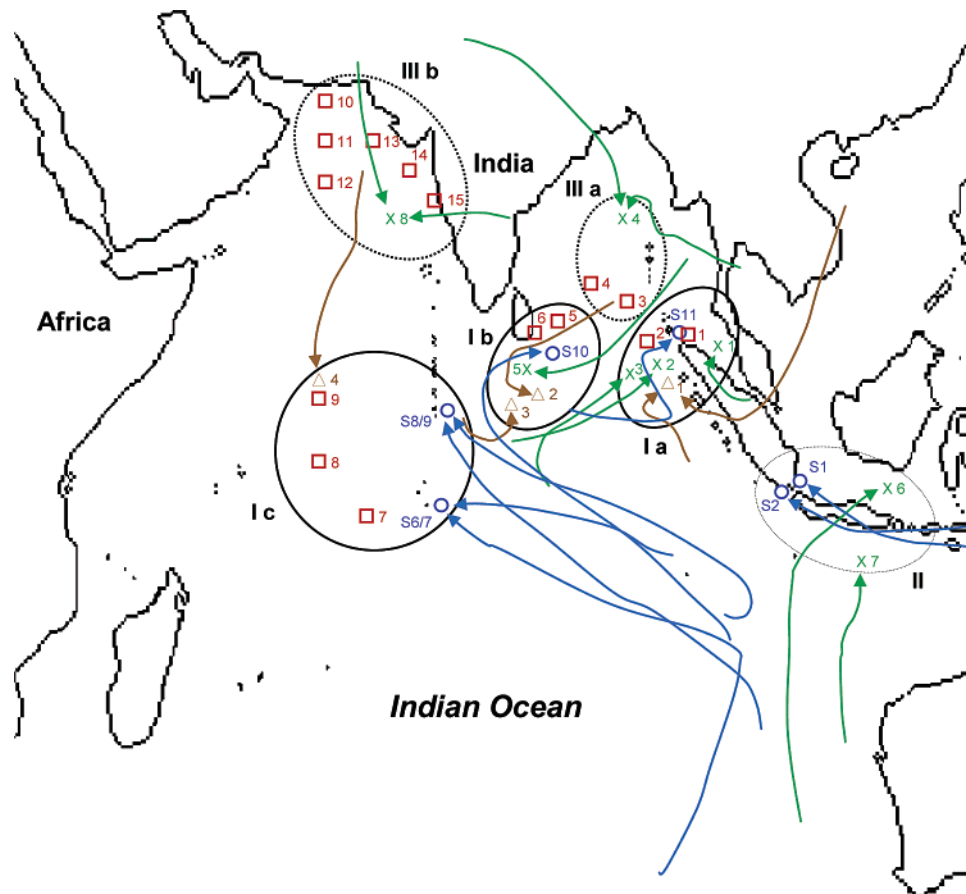 III b
10
11
13
14
12
15
India
III a
X 8
X 4
Africa
4
3
6
5
I b
S10
5X
2
3
S11
2
1
X 1
X3
X 2
1
I a
4
9
S8/9
8
I c
7
S6/7
S1
S2
X 6
X 7
II
Indian Ocean